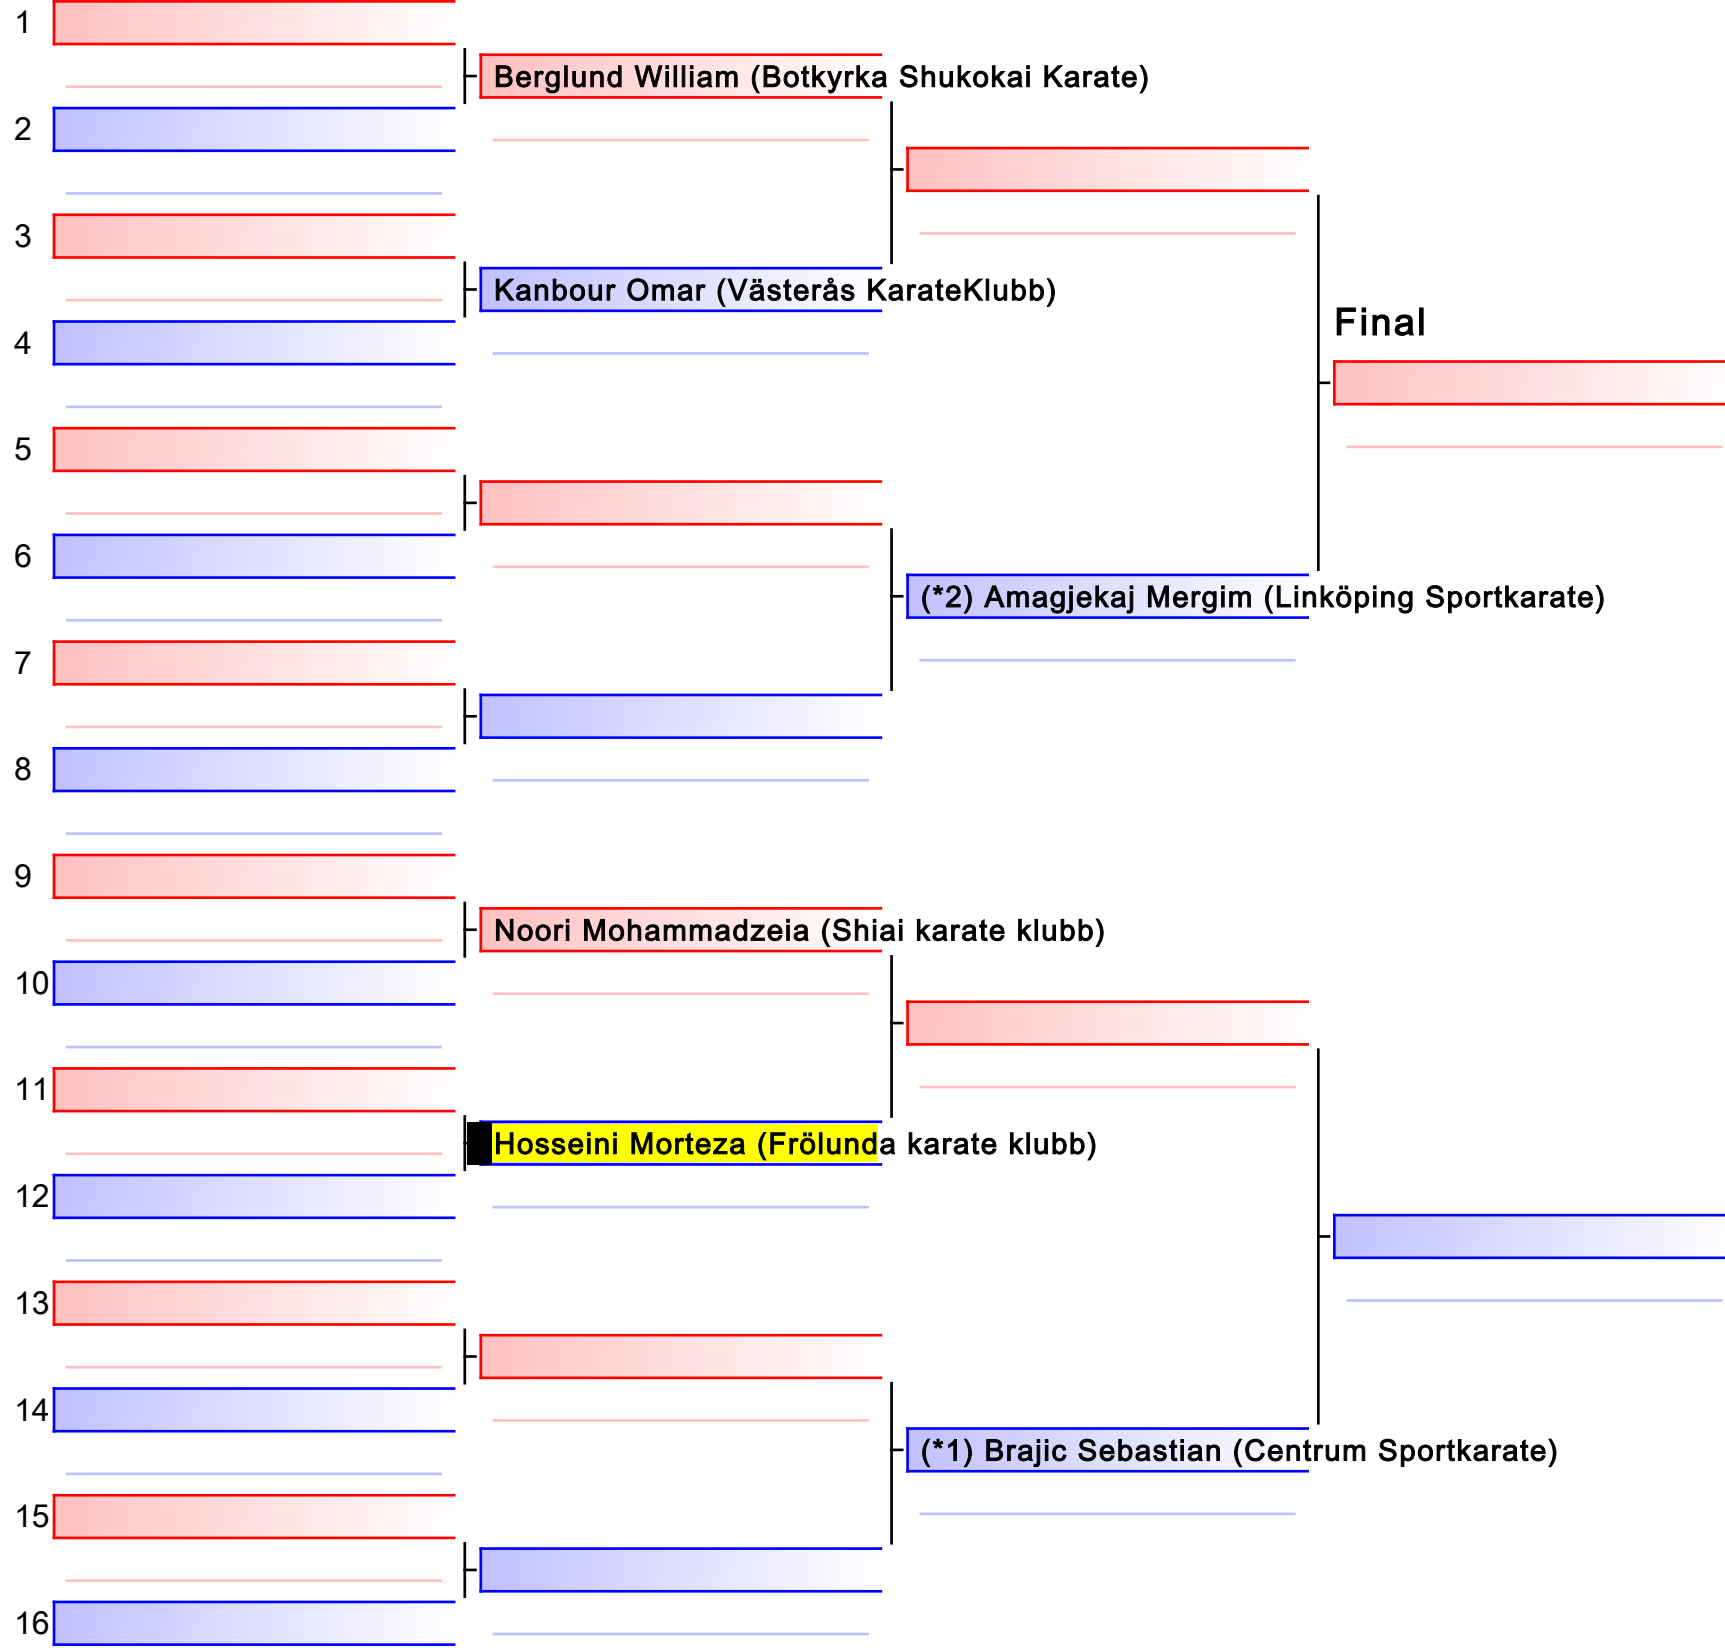 1
Berglund William (Botkyrka Shukokai Karate)
2
3
Kanbour Omar (Västerås KarateKlubb)
4
Final
5
6
(*2) Amagjekaj Mergim (Linköping Sportkarate)
7
8
9
Noori Mohammadzeia (Shiai karate klubb)
10
11
Hosseini Morteza (Frölunda karate klubb)
12
13
14
(*1) Brajic Sebastian (Centrum Sportkarate)
15
16